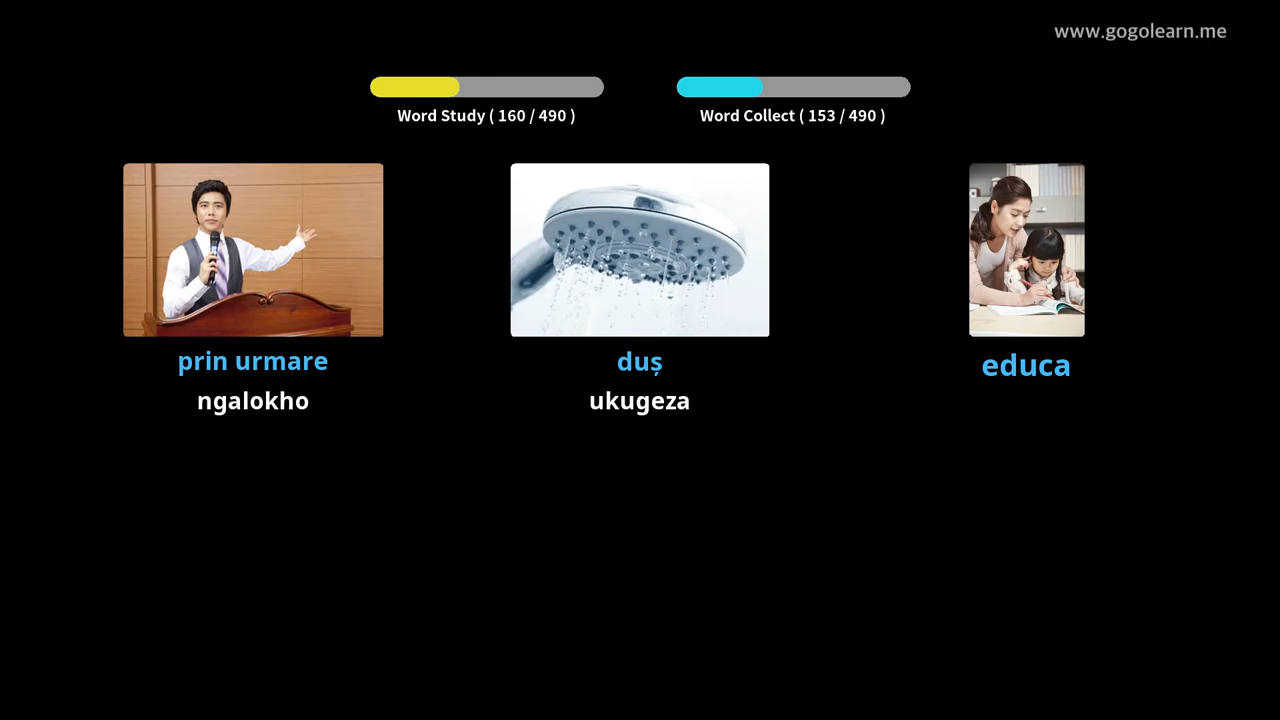 www.gogolearn.me
Word Study ( 160 / 490 )
Word Collect ( 153 / 490 )
prin urmare
duș
educa
ngalokho
ukugeza